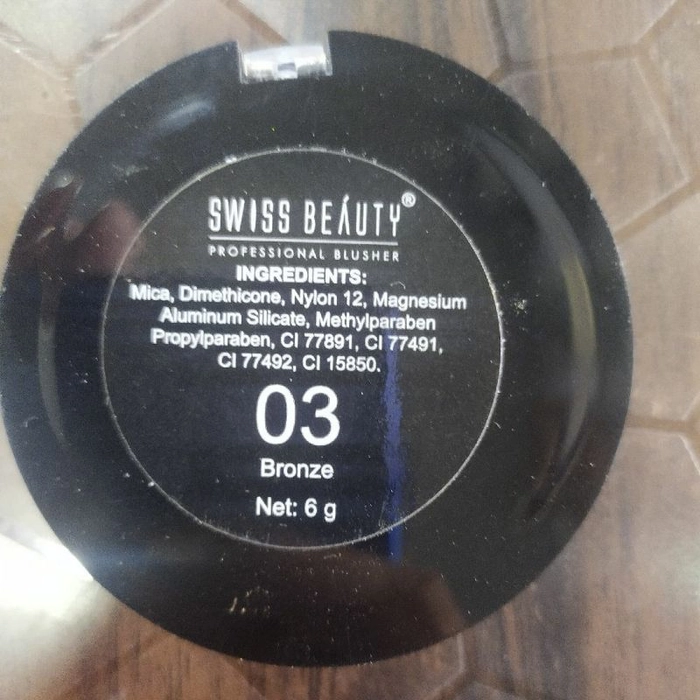 SWISS BEÁUTY®
PROFESSIONAL BLUSHER
INGREDIENTS:
Mica, Dimethicone, Nylon 12, Magnesium
Aluminum Silicate, Methylparaben
Propylparaben, CI 77891, CI 77491,
CI 77492, CI 15850.
03
Bronze
Net: 6 g